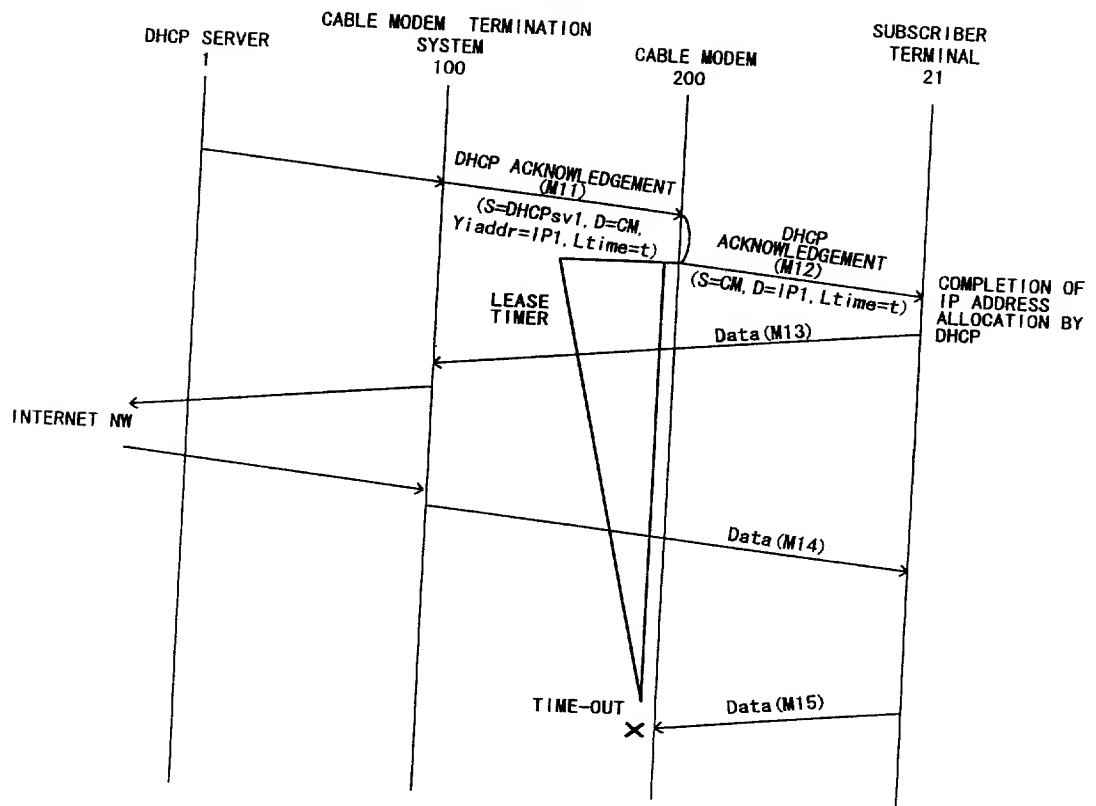 DHCP SERVER
1
CABLE MODEM TERMINATION
SYSTEM
100
CABLE MODEM
200
SUBSCRIBER
TERMINAL
21
DHCP ACKNOWLEDGEMENT
(M11)
(S=DHCPsv1, D=CM,
Yiaddr=IP1, Ltime=t)
DHCP
ACKNOWLEDGEMENT
(M12)
(S=CM, D=IP1, Ltime=t)
COMPLETION OF
IP ADDRESS
ALLOCATION BY
DHCP
LEASE
TIMER
Data(M13)
INTERNET NW
Data(M14)
TIME-OUT
Data(M15)